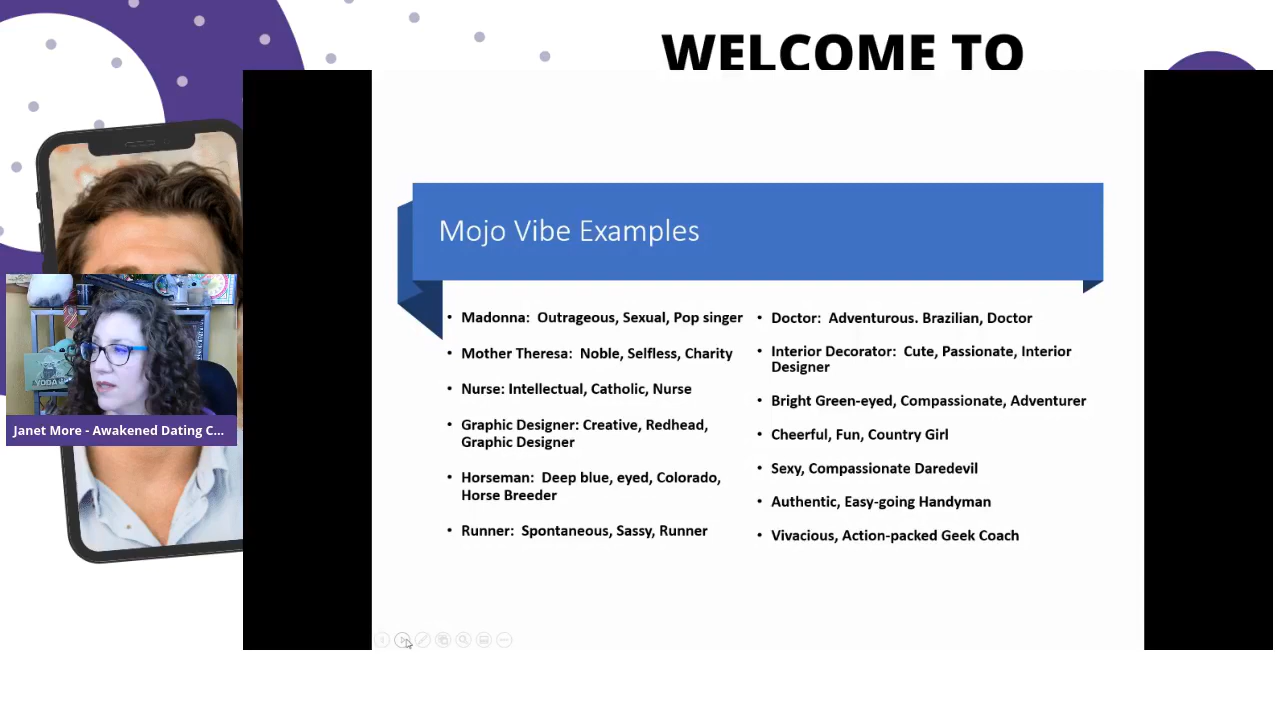 WELCOME TO
Mojo Vibe Examples
• Madonna:  Outrageous, Sexual, Pop singer
• Mother Theresa:  Noble, Selfless, Charity
• Nurse: Intellectual, Catholic, Nurse
• Graphic Designer: Creative, Redhead,
Graphic Designer
• Horseman:  Deep blue, eyed, Colorado,
Horse Breeder
• Runner:  Spontaneous, Sassy, Runner
• Doctor:  Adventurous. Brazilian, Doctor
• Interior Decorator:  Cute, Passionate, Interior
Designer
• Bright Green-eyed, Compassionate, Adventurer
• Cheerful, Fun, Country Girl
• Sexy, Compassionate Daredevil
• Authentic, Easy-going Handyman
• Vivacious, Action-packed Geek Coach
YODA
Janet More - Awakened Dating C...